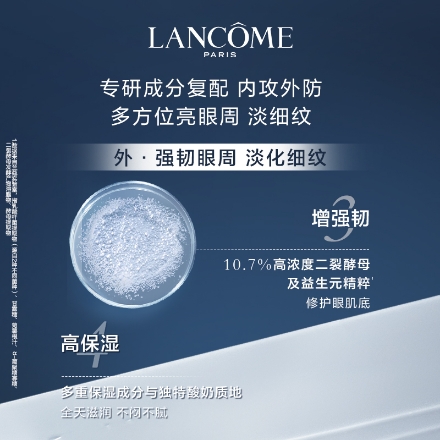 LANCÔME
PARIS
专研成分复配 内攻外防
多方位亮眼周 淡细纹
外·强韧眼周 淡化细纹
3
增强韧
10.7%高浓度二裂酵母
及益生元精粹¹
修护眼肌底
4
高保湿
多重保湿成分与独特酸奶质地
全天滋润 不闷不腻